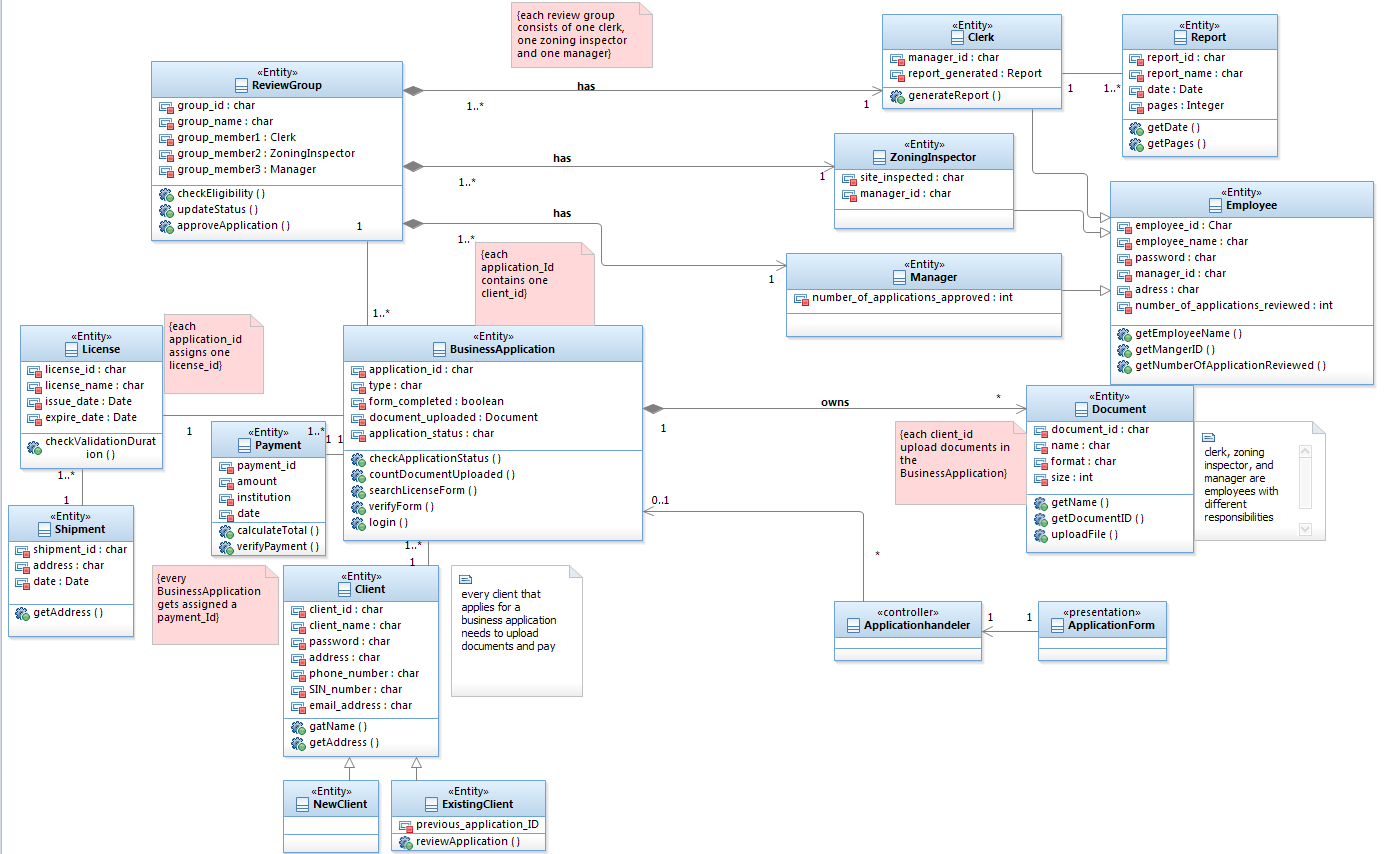 {each review group
consists of one clerk,
one zoning inspector
and one manager}
«Entity»
ReviewGroup
group_id : char
group_name : char
group_member1 : Clerk
group_member2 : ZoningInspector
group_member3 : Manager
checkEligibility ( )
updateStatus ( )
approveApplication ( )
1
has
1..*
1
has
1..*
1
has
1..*
1
«Entity»
Clerk
manager_id : char
report_generated : Report
generateReport ( )
1
1..*
«Entity»
Report
report_id : char
report_name : char
date : Date
pages : Integer
getDate ( )
getPages ( )
«Entity»
ZoningInspector
site_inspected : char
manager_id : char
«Entity»
Manager
number_of_applications_approved : int
«Entity»
Employee
employee_id : Char
employee_name : char
password : char
manager_id : char
adress : char
number_of_applications_reviewed : int
getEmployeeName ( )
getMangerID ( )
getNumberOfApplicationReviewed ( )
{each
application_Id
contains one
client_id}
1..*
«Entity»
License
license_id : char
license_name : char
issue_date : Date
expire_date : Date
checkValidationDurat
ion ( )
{each
application_id
assigns one
license_id}
1
1..*
1..*
1
«Entity»
Shipment
shipment_id : char
address : char
date : Date
getAddress ( )
«Entity»
Payment
payment_id
amount
institution
date
calculateTotal ( )
verifyPayment ( )
1
1
«Entity»
BusinessApplication
application_id : char
type : char
form_completed : boolean
document_uploaded : Document
application_status : char
checkApplicationStatus ( )
countDocumentUploaded ( )
searchLicenseForm ( )
verifyForm ( )
login ( )
owns
1
*
«Entity»
Document
document_id : char
name : char
format : char
size : int
getName ( )
getDocumentID ( )
uploadFile ( )
{each client_id
upload documents in
the
BusinessApplication}
clerk, zoning
inspector, and
manager are
employees with
different
responsibilities
0..1
*
1..*
1
{every
BusinessApplication
gets assigned a
payment_Id}
«Entity»
Client
client_id : char
client_name : char
password : char
address : char
phone_number : char
SIN_number : char
email_address : char
gatName ( )
getAddress ( )
every client that
applies for a
business application
needs to upload
documents and pay
«controller»
Applicationhandeler
1
1
«presentation»
ApplicationForm
«Entity»
NewClient
«Entity»
ExistingClient
previous_application_ID
reviewApplication ( )